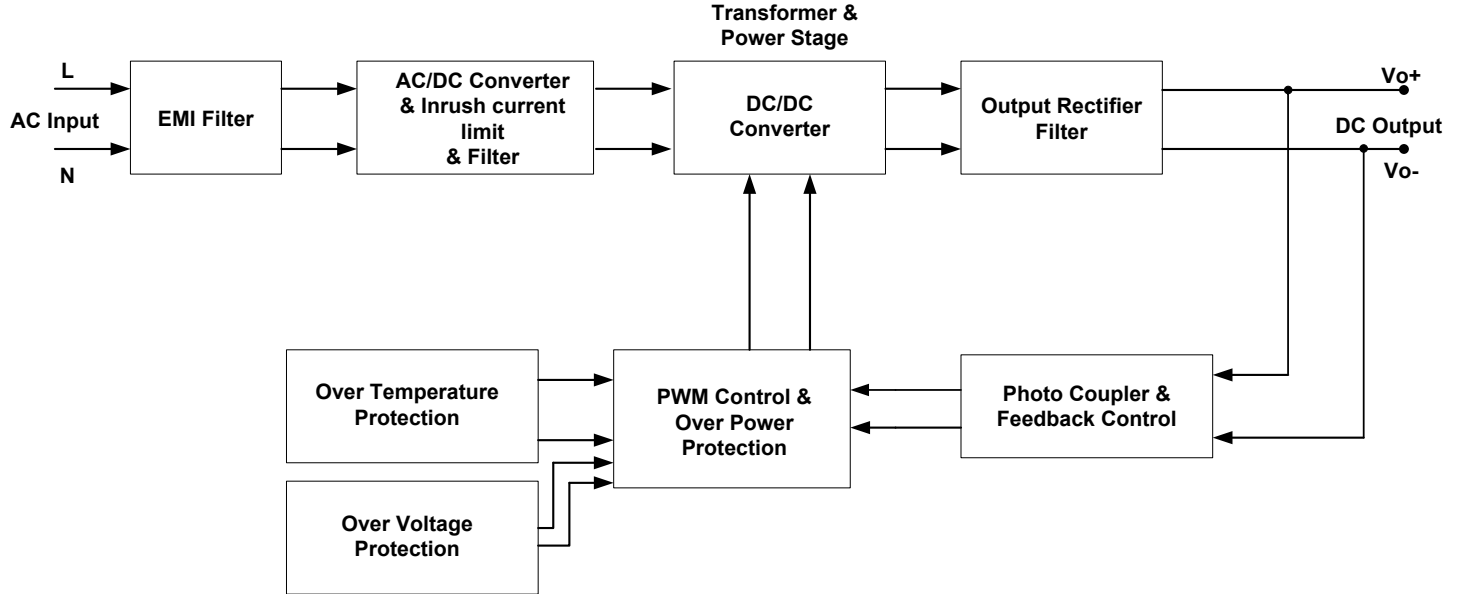 Transformer &
Power Stage
L
AC Input
N
EMI Filter
AC/DC Converter
& Inrush current
limit
& Filter
DC/DC
Converter
Output Rectifier
Filter
Vo+
DC Output
Vo-
Over Temperature
Protection
PWM Control &
Over Power
Protection
Photo Coupler &
Feedback Control
Over Voltage
Protection